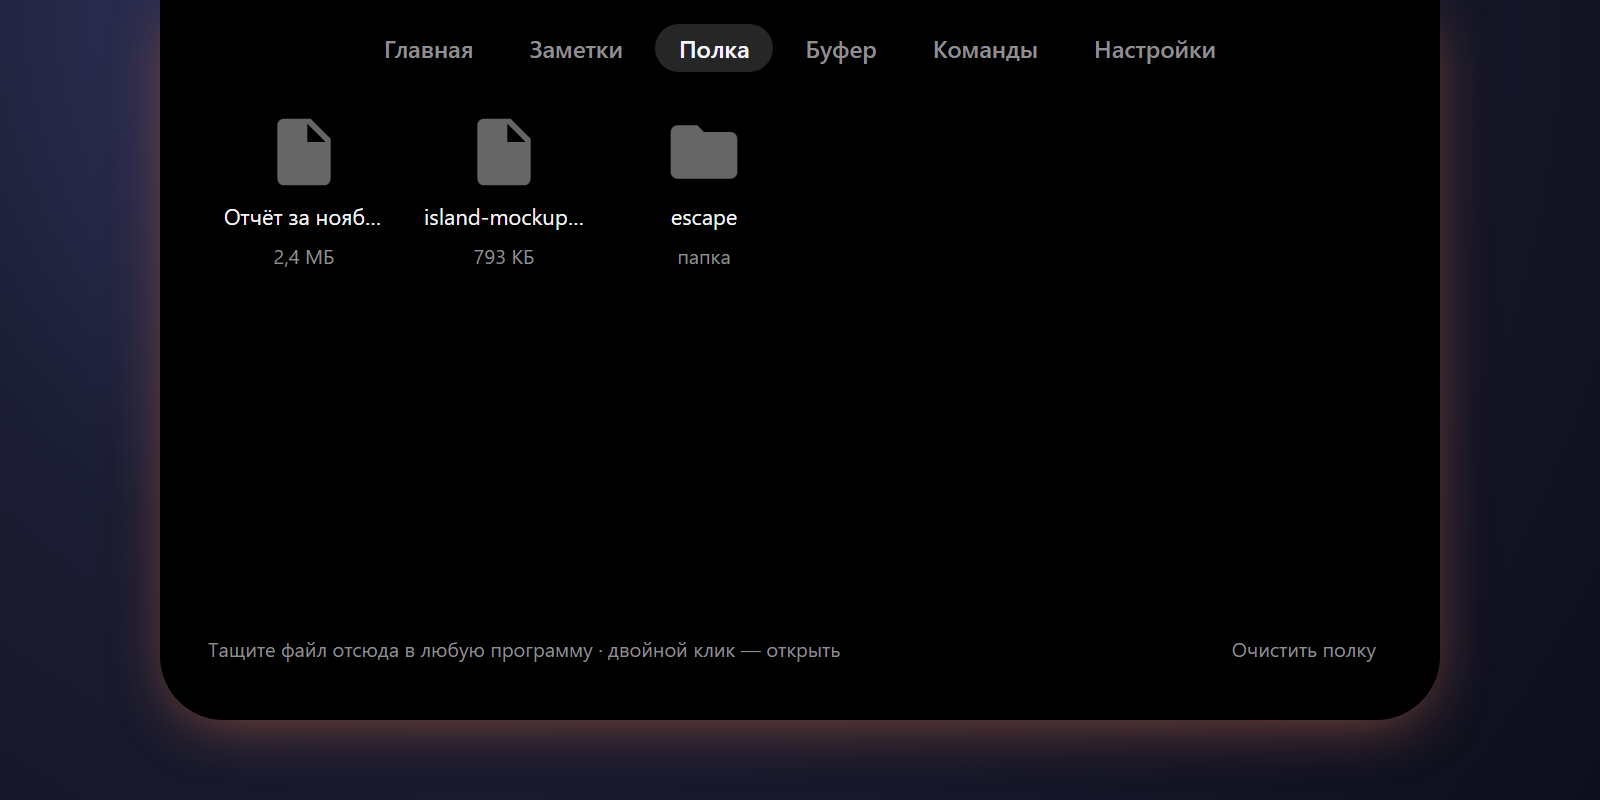 Главная Заметки Полка Буфер Команды Настройки
Отчёт за нояб... island-mockup... escape
2,4 МБ 793 КБ папка
Тащите файл отсюда в любую программу · двойной клик — открыть Очистить полку